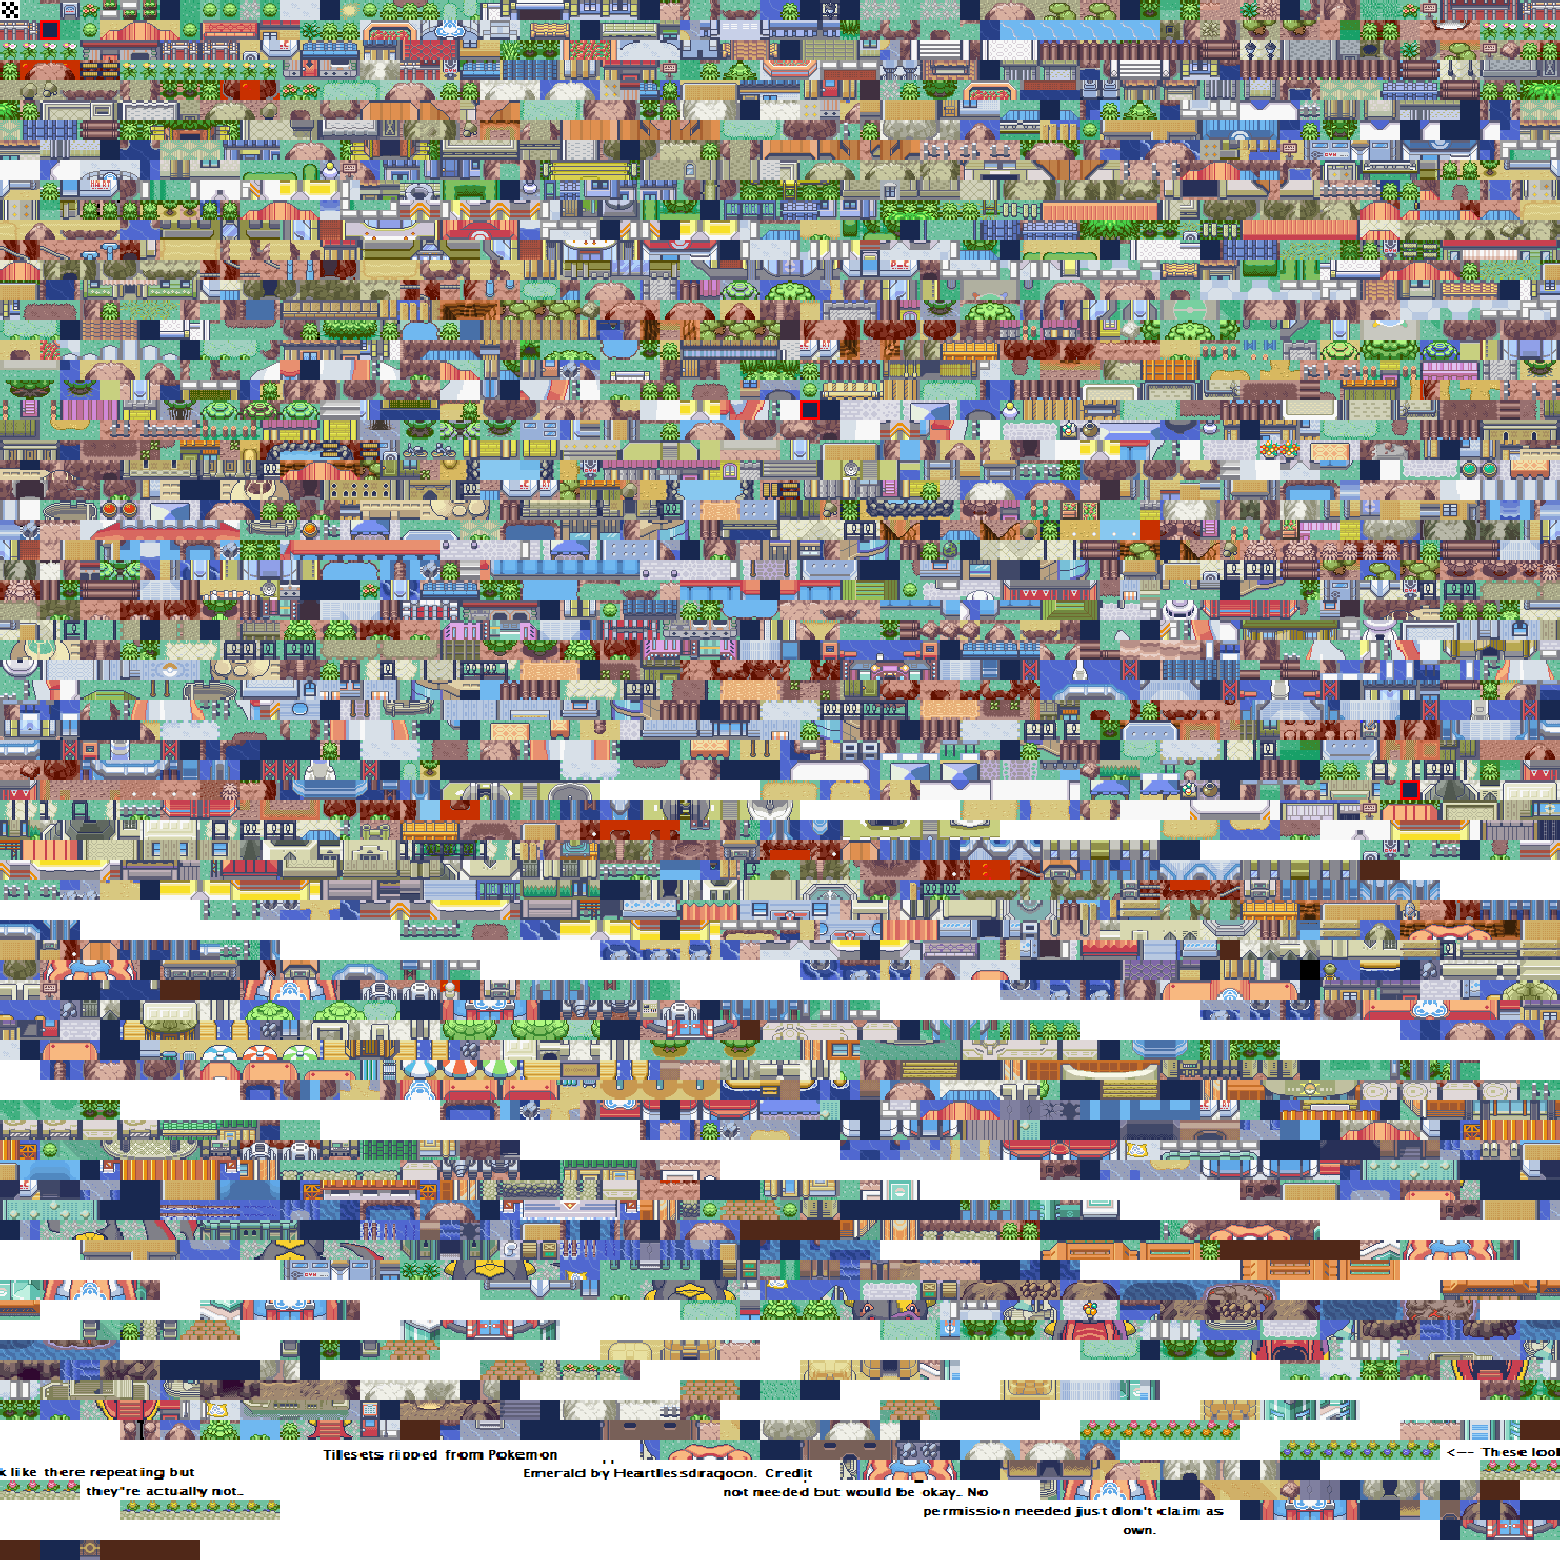 Tilesets ripped from Pokemon
<-- These look
k like there repeating but
Emerald by Heartlessdragoon. Credit
they're actually not...
not needed but would be okay. No
permission needed just don't claim as
own.